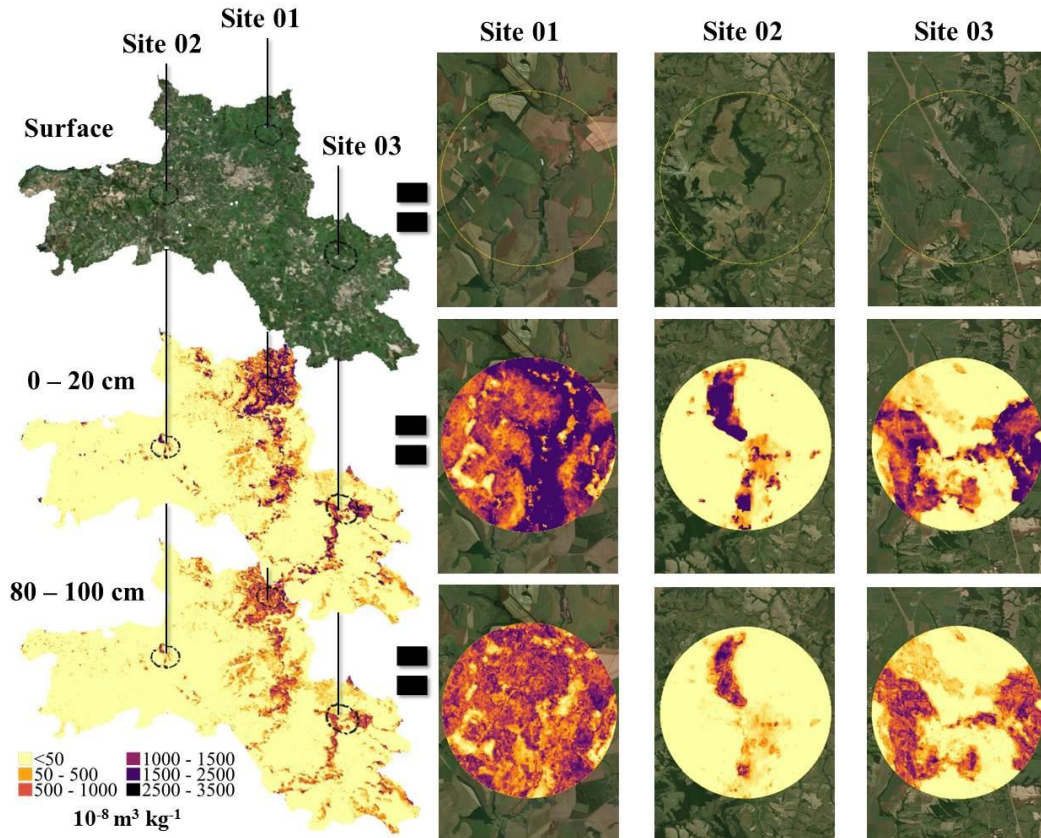 Site 01
Site 02
Site 03
Surface
Site 01
Site 02
Site 03
0 – 20 cm
80 – 100 cm
<50
50 - 500
500 - 1000
1000 - 1500
1500 - 2500
2500 - 3500
10⁻⁸ m³ kg⁻¹